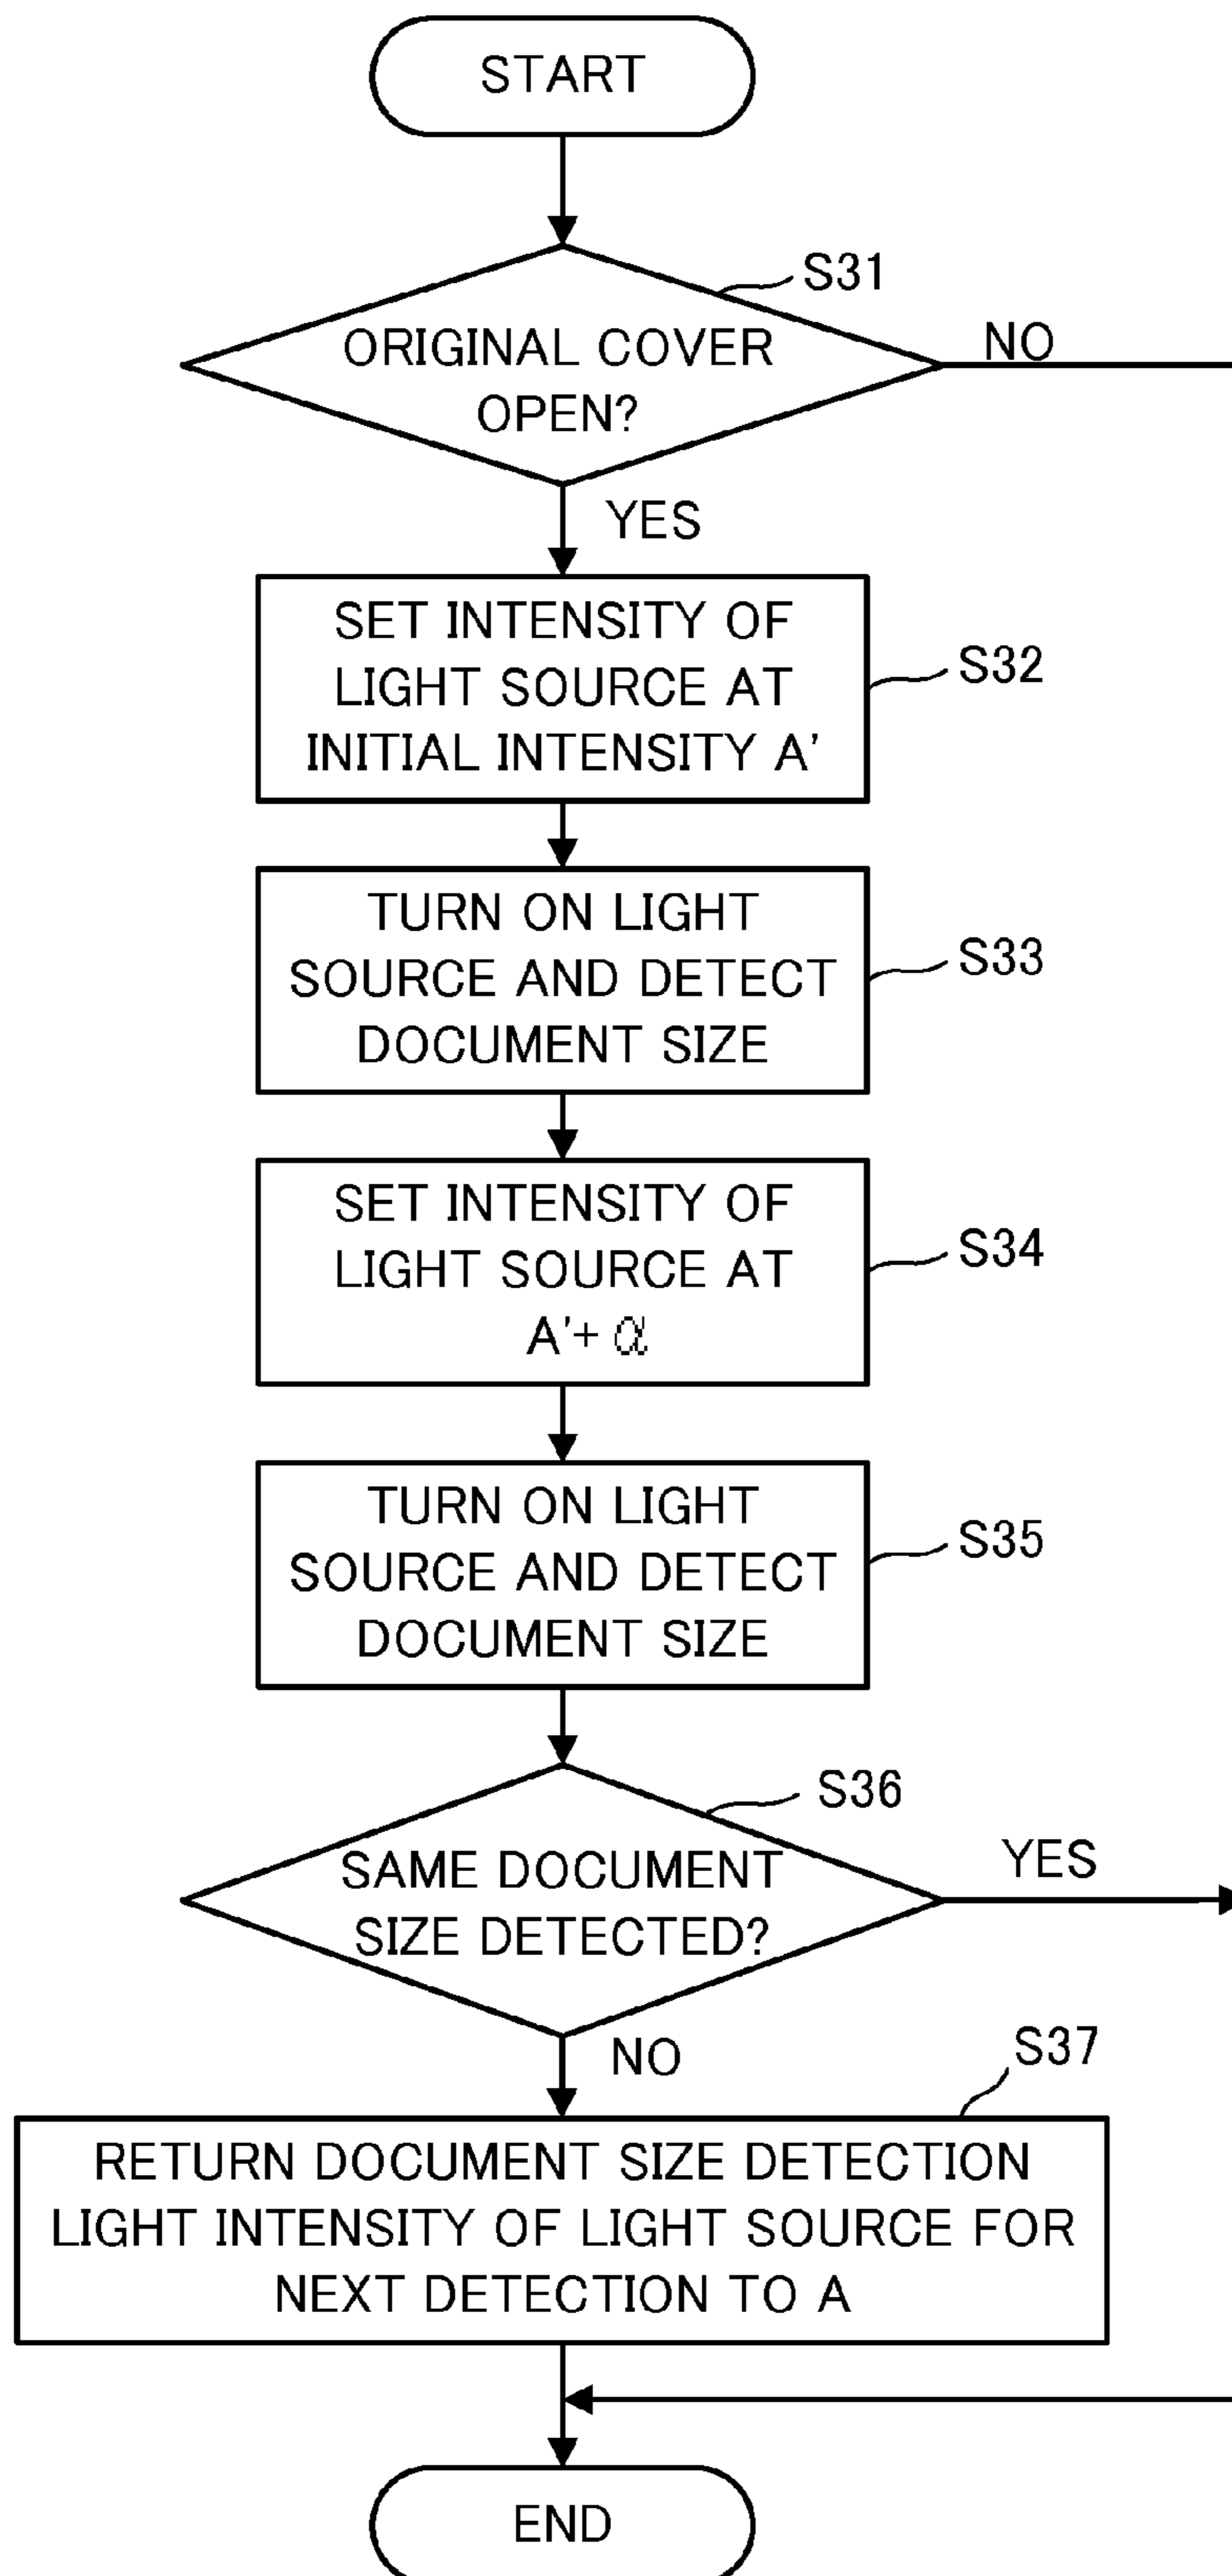 START
S31
ORIGINAL COVER
OPEN?
NO
YES
SET INTENSITY OF
LIGHT SOURCE AT
INITIAL INTENSITY A'
S32
TURN ON LIGHT
SOURCE AND DETECT
DOCUMENT SIZE
S33
SET INTENSITY OF
LIGHT SOURCE AT
A'+ α
S34
TURN ON LIGHT
SOURCE AND DETECT
DOCUMENT SIZE
S35
S36
SAME DOCUMENT
SIZE DETECTED?
YES
NO
S37
RETURN DOCUMENT SIZE DETECTION
LIGHT INTENSITY OF LIGHT SOURCE FOR
NEXT DETECTION TO A
END